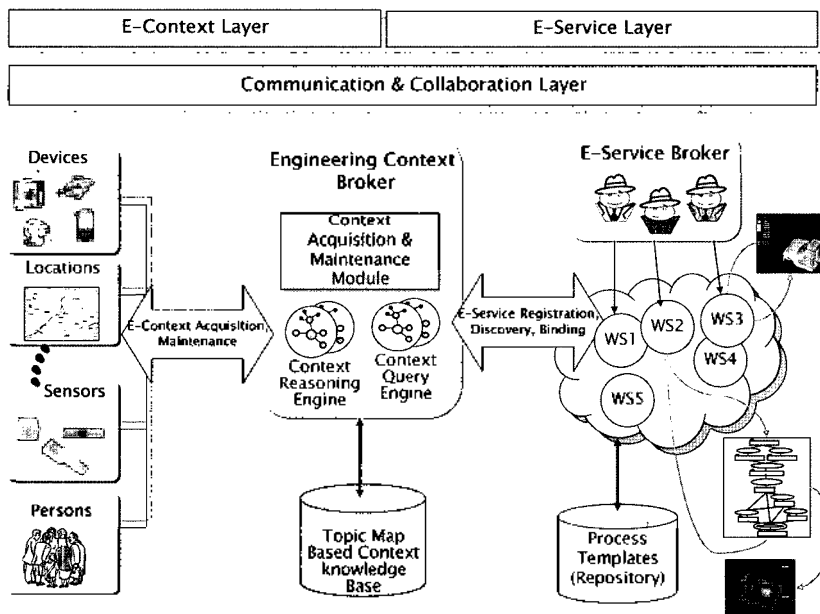 E-Context Layer
E-Service Layer
Communication & Collaboration Layer
Devices
Locations
Sensors
Persons
E-Context Acquisition,
Maintenance
Engineering Context
Broker
Context
Acquisition &
Maintenance
Module
Context
Reasoning
Engine
Context
Query
Engine
Topic Map
Based Context
knowledge
Base
E-Service Registration,
Discovery, Binding
E-Service Broker
WS1
WS2
WS3
WS4
WS5
Process
Templates
(Repository)